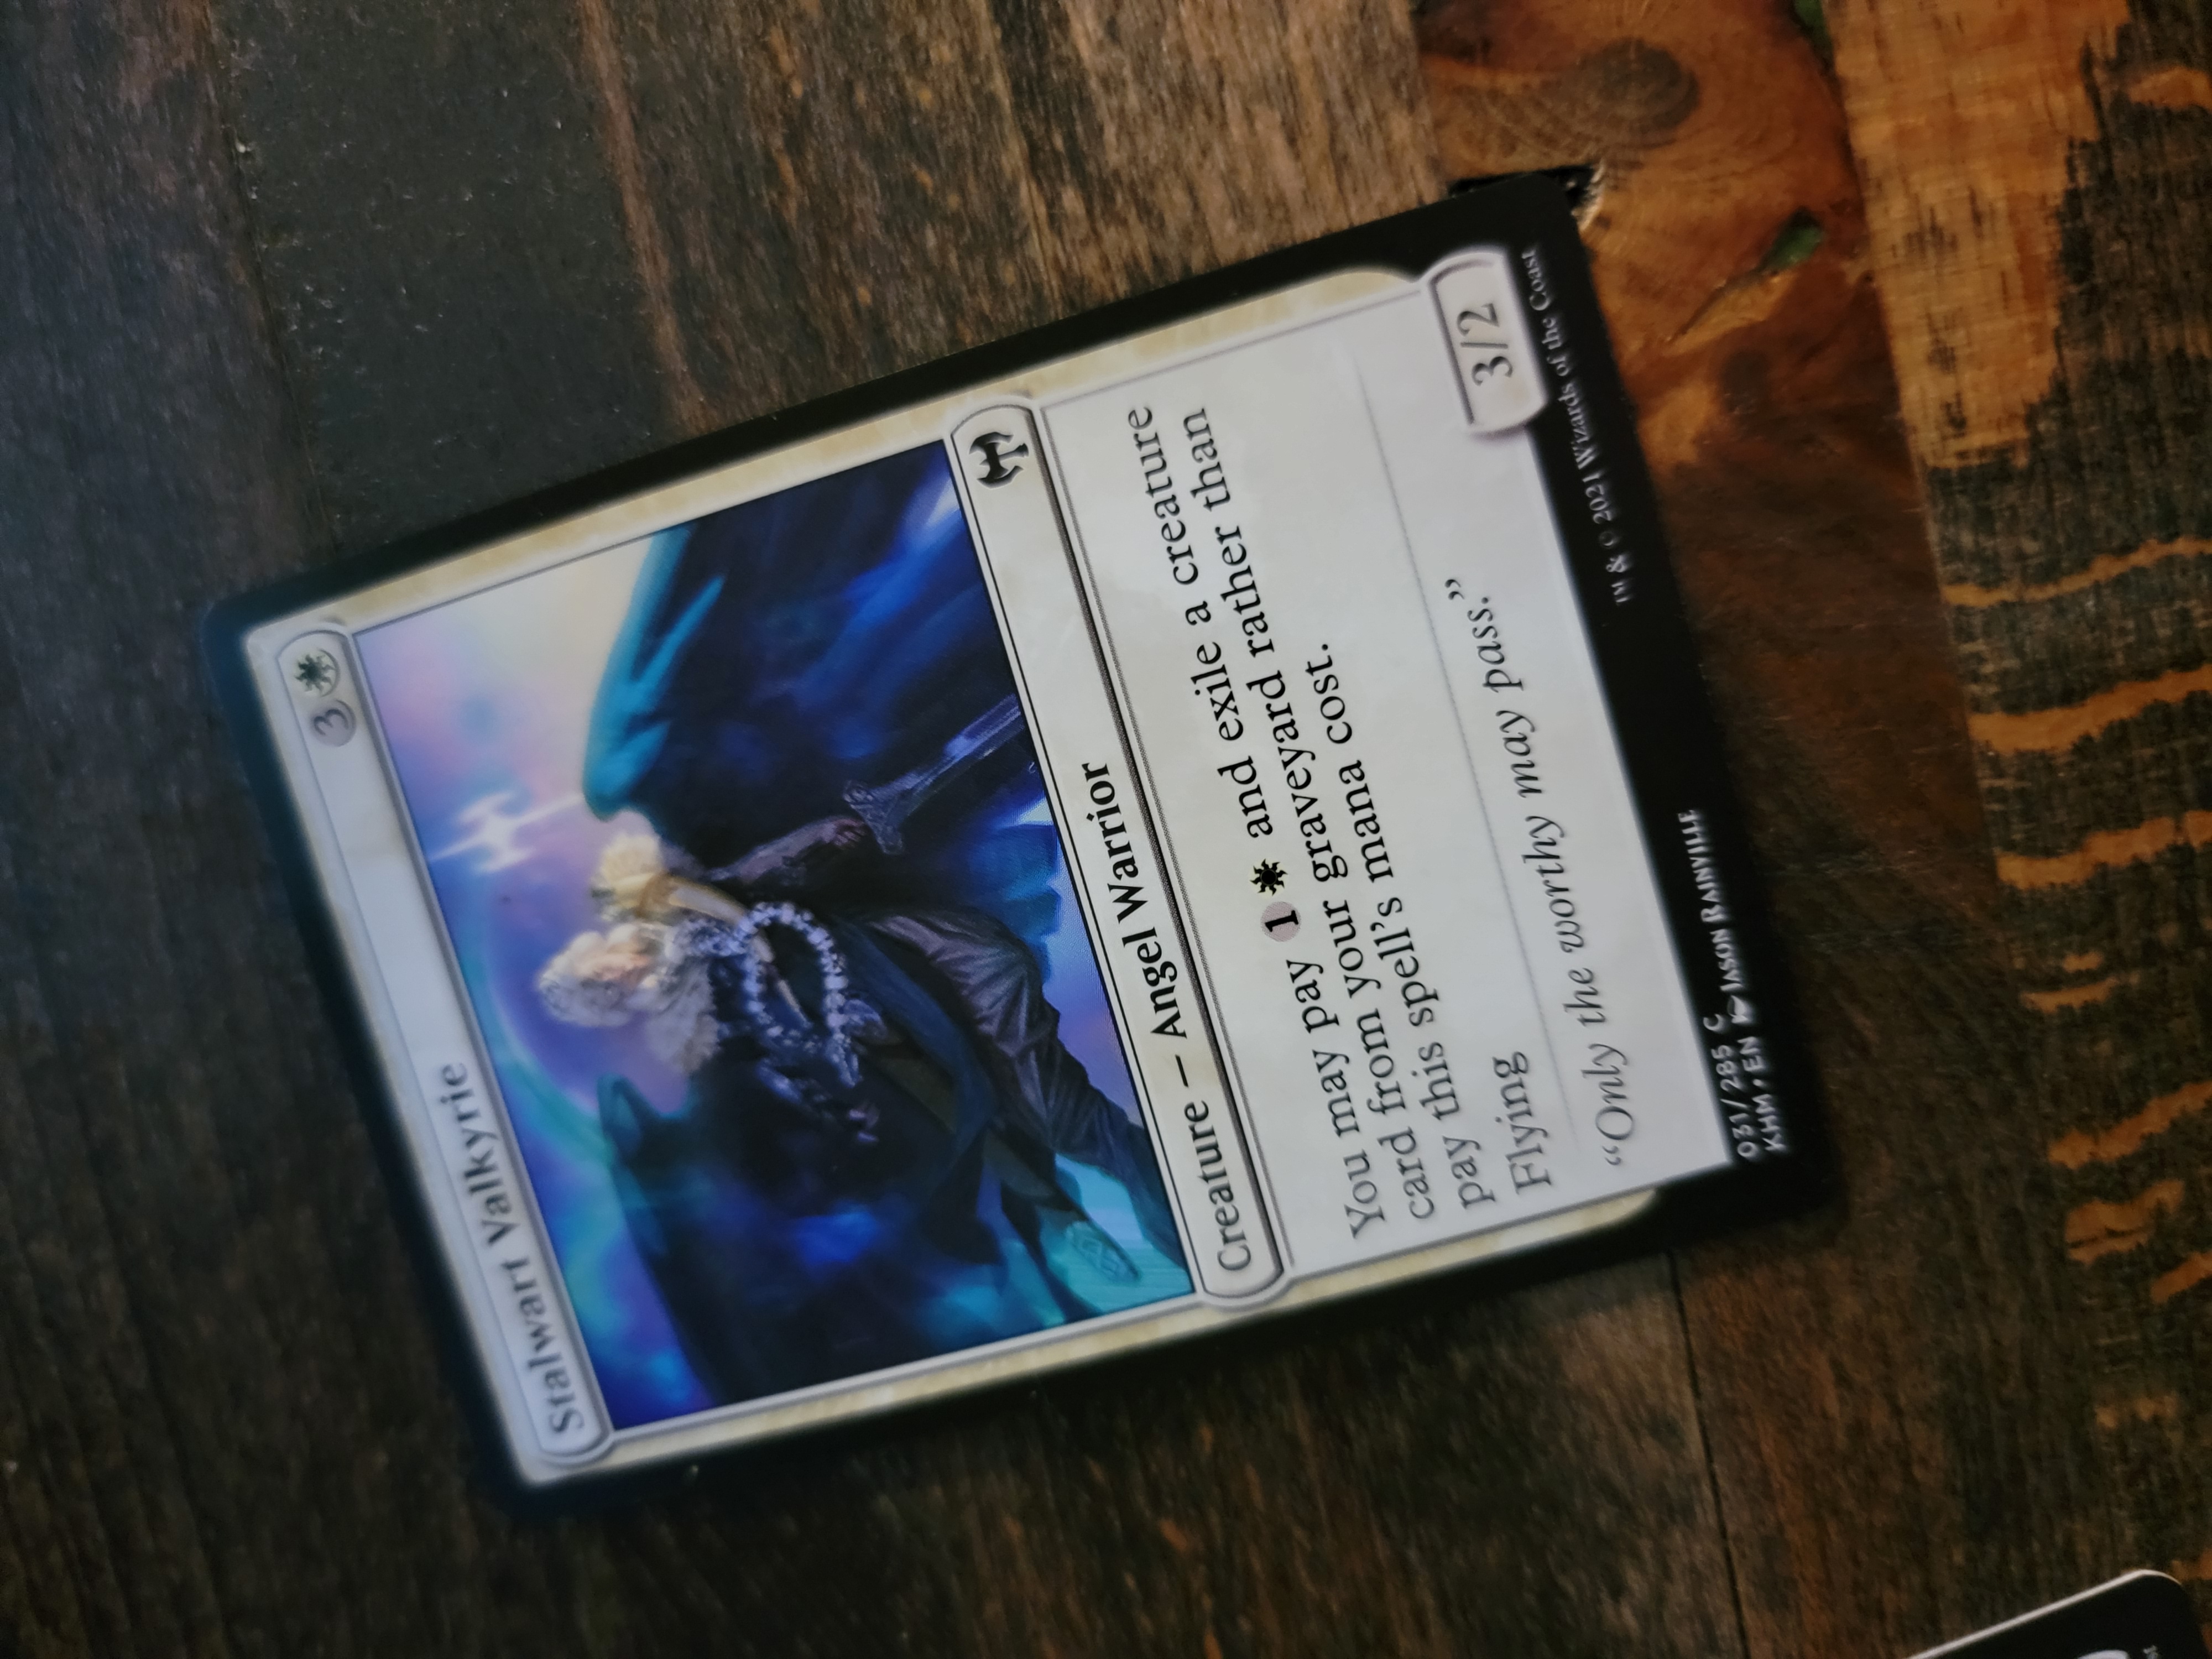 Stalwart Valkyrie 3
Creature — Angel Warrior
You may pay 1 and exile a creature
card from your graveyard rather than
pay this spell's mana cost.
Flying
“Only the worthy may pass.”
3/2
031/285 C
KHM • EN JASON RAINVILLE
™ & © 2021 Wizards of the Coast